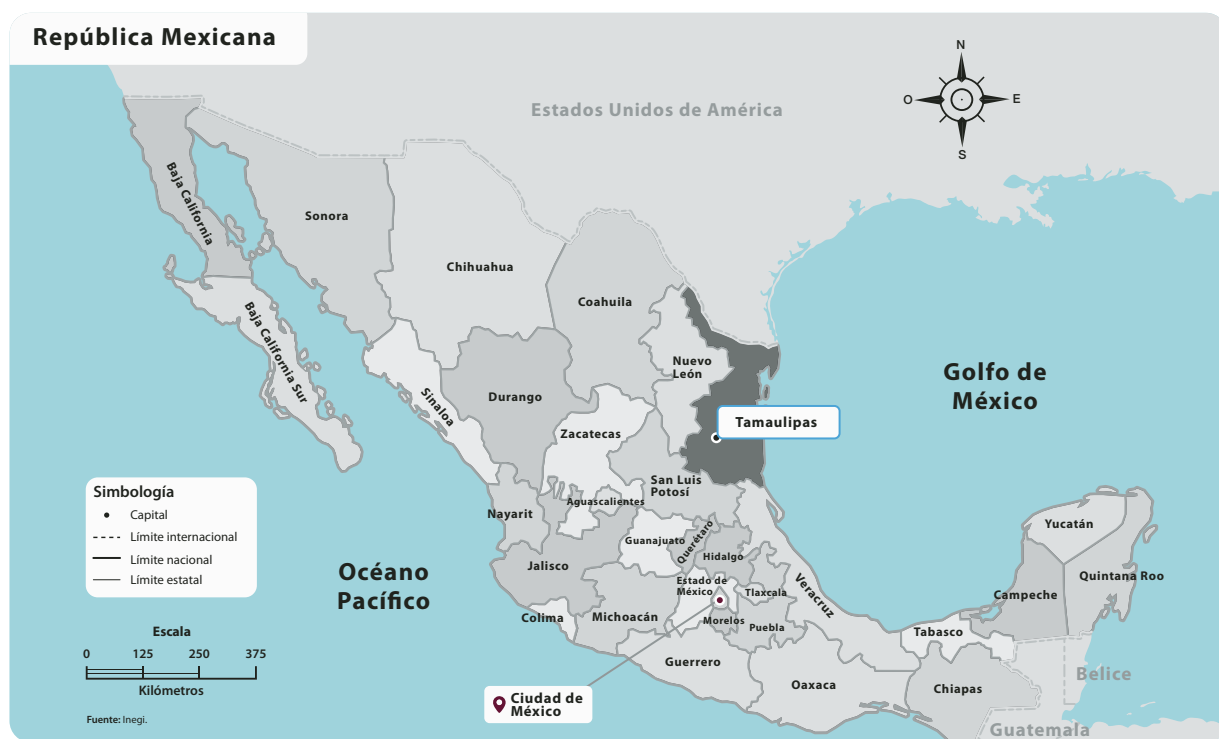 República Mexicana
N
O
E
S
Estados Unidos de América
Baja California
Sonora
Chihuahua
Coahuila
Baja California Sur
Nuevo
León
Golfo de
México
Sinaloa
Durango
Tamaulipas
Zacatecas
San Luis
Potosí
Simbología
Capital
Límite internacional
Límite nacional
Límite estatal
Aguascalientes
Nayarit
Guanajuato
Querétaro
Hidalgo
Yucatán
Quintana Roo
Campeche
Océano
Pacífico
Jalisco
Estado de
México
Tlaxcala
Veracruz
Colima
Michoacán
Morelos
Puebla
Tabasco
Escala
0
125
250
375
Kilómetros
Guerrero
Oaxaca
Chiapas
Belice
Ciudad de
México
Guatemala
Fuente: Inegi.